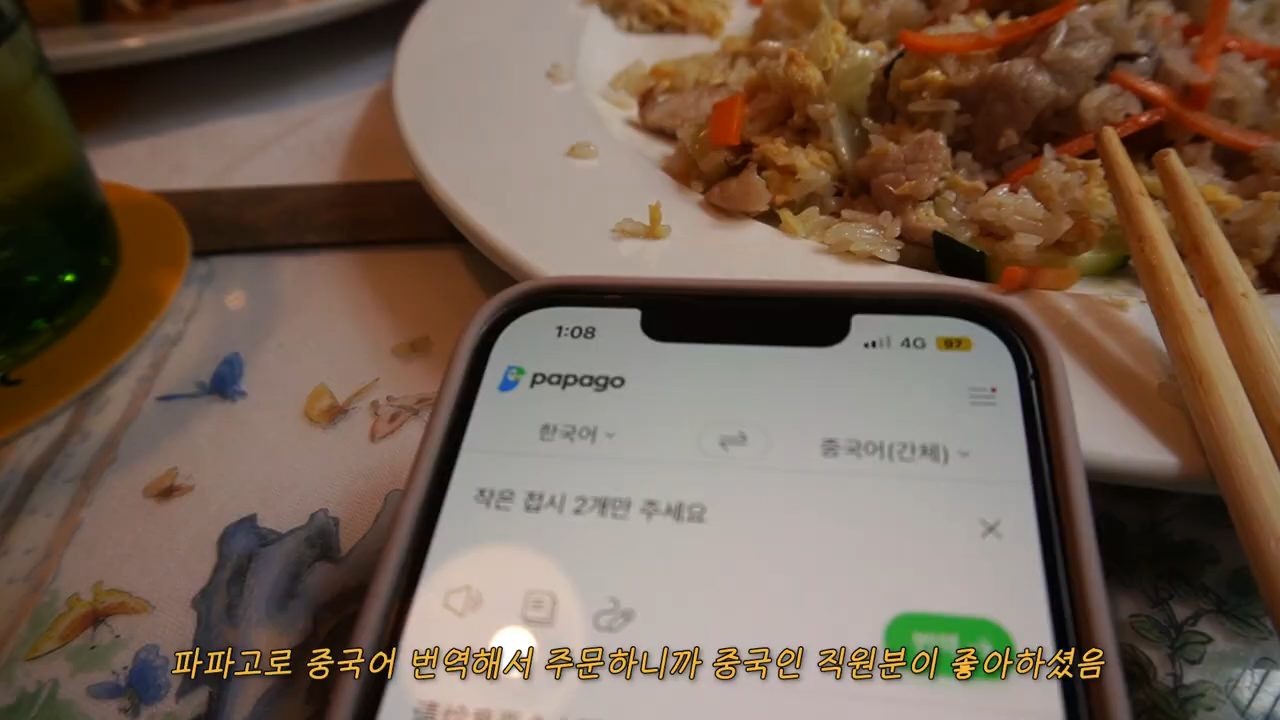 1:08
4G 97
papago
한국어
중국어(간체)
작은 접시 2개만 주세요
파파고로 중국어 번역해서 주문하니까 중국인 직원분이 좋아하셨음